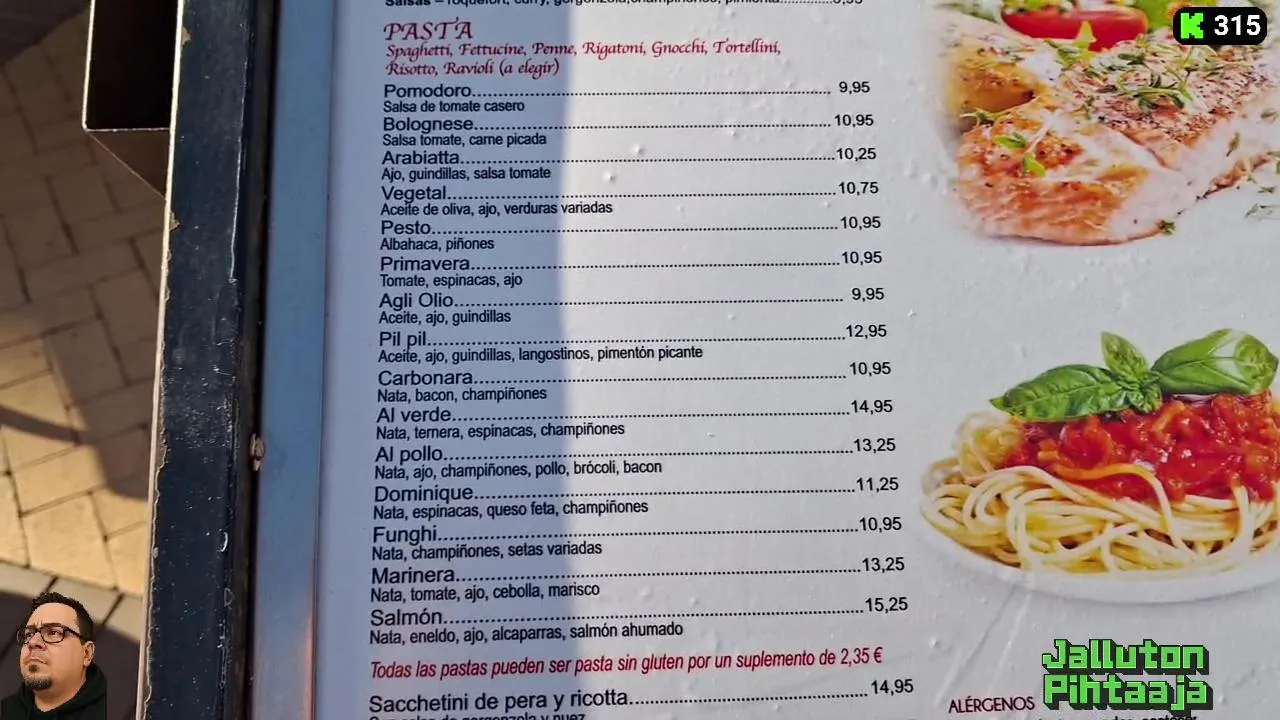 Salsas – roquefort, curry, gorgonzola, champiñones, pimienta
K 315
PASTA
Spaghetti, Fettucine, Penne, Rigatoni, Gnocchi, Tortellini,
Risotto, Ravioli (a elegir)
Pomodoro 9,95
Salsa de tomate casero
Bolognese 10,95
Salsa tomate, carne picada
Arabiatta 10,25
Ajo, guindillas, salsa tomate
Vegetal 10,75
Aceite de oliva, ajo, verduras variadas
Pesto 10,95
Albahaca, piñones
Primavera 10,95
Tomate, espinacas, ajo
Agli Olio 9,95
Aceite, ajo, guindillas
Pil pil 12,95
Aceite, ajo, guindillas, langostinos, pimentón picante
Carbonara 10,95
Nata, bacon, champiñones
Al verde 14,95
Nata, ternera, espinacas, champiñones
Al pollo 13,25
Nata, ajo, champiñones, pollo, brócoli, bacon
Dominique 11,25
Nata, espinacas, queso feta, champiñones
Funghi 10,95
Nata, champiñones, setas variadas
Marinera 13,25
Nata, tomate, ajo, cebolla, marisco
Salmón 15,25
Nata, eneldo, ajo, alcaparras, salmón ahumado
Todas las pastas pueden ser pasta sin gluten por un suplemento de 2,35 €
Sacchetini de pera y ricotta 14,95
ALÉRGENOS
Jalluton
Pihtaaja